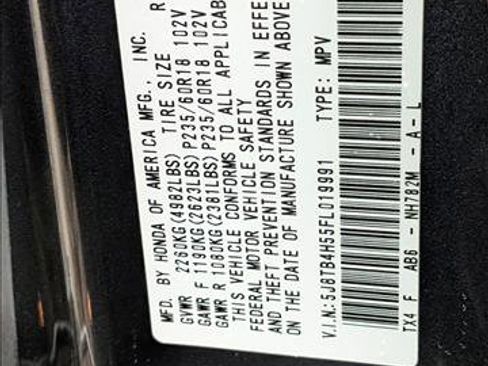 MFD. BY HONDA OF AMERICA MFG., INC. R
GVWR 2260KG(4982LBS) TIRE SIZE
GAWR F 1190KG(2623LBS) P235/60R18 102V
GAWR R 1080KG(2381LBS) P235/60R18 102V
THIS VEHICLE CONFORMS TO ALL APPLICAB
FEDERAL MOTOR VEHICLE SAFETY
AND THEFT PREVENTION STANDARDS IN EFFE
ON THE DATE OF MANUFACTURE SHOWN ABOVE
V.I.N.:5J8TB4H55FL019991 TYPE: MPV
TX4 F AB6 - NH782M - A - L